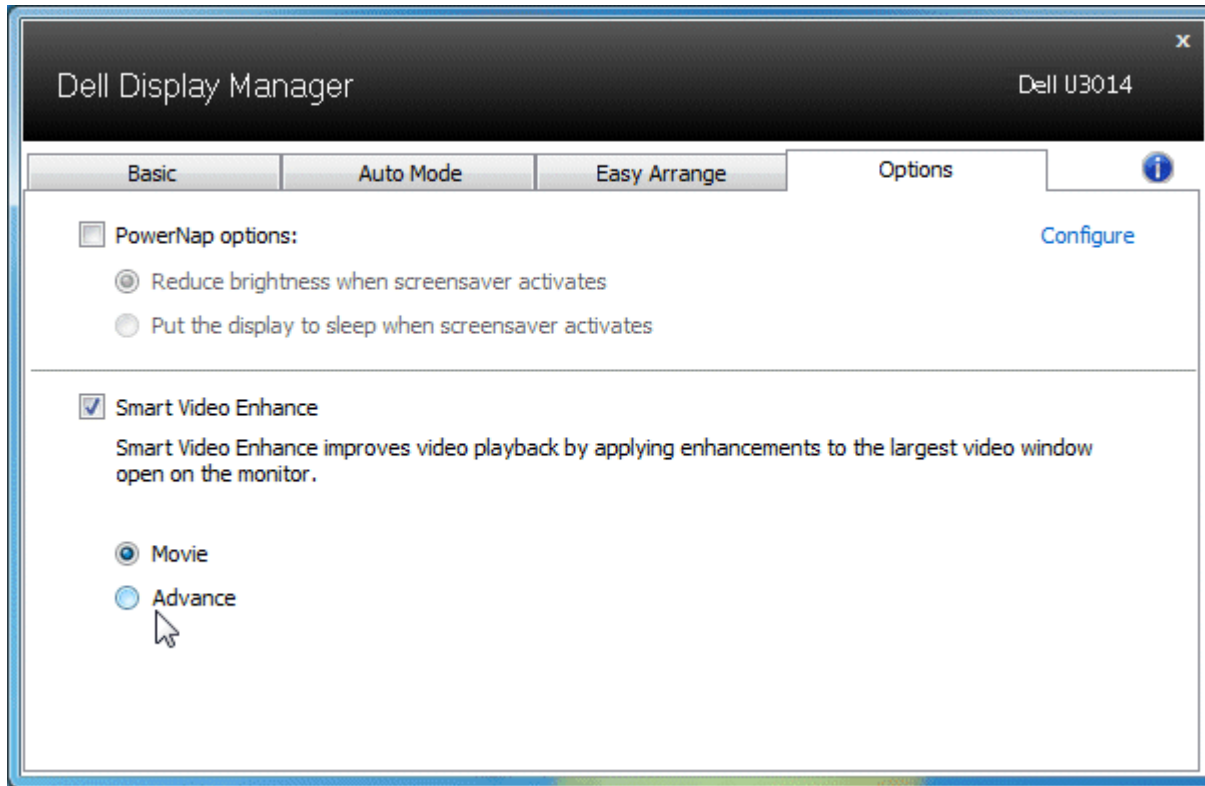 x
Dell Display Manager
Dell U3014
Basic
Auto Mode
Easy Arrange
Options
i
PowerNap options:
Configure
Reduce brightness when screensaver activates
Put the display to sleep when screensaver activates
Smart Video Enhance
Smart Video Enhance improves video playback by applying enhancements to the largest video window
open on the monitor.
Movie
Advance